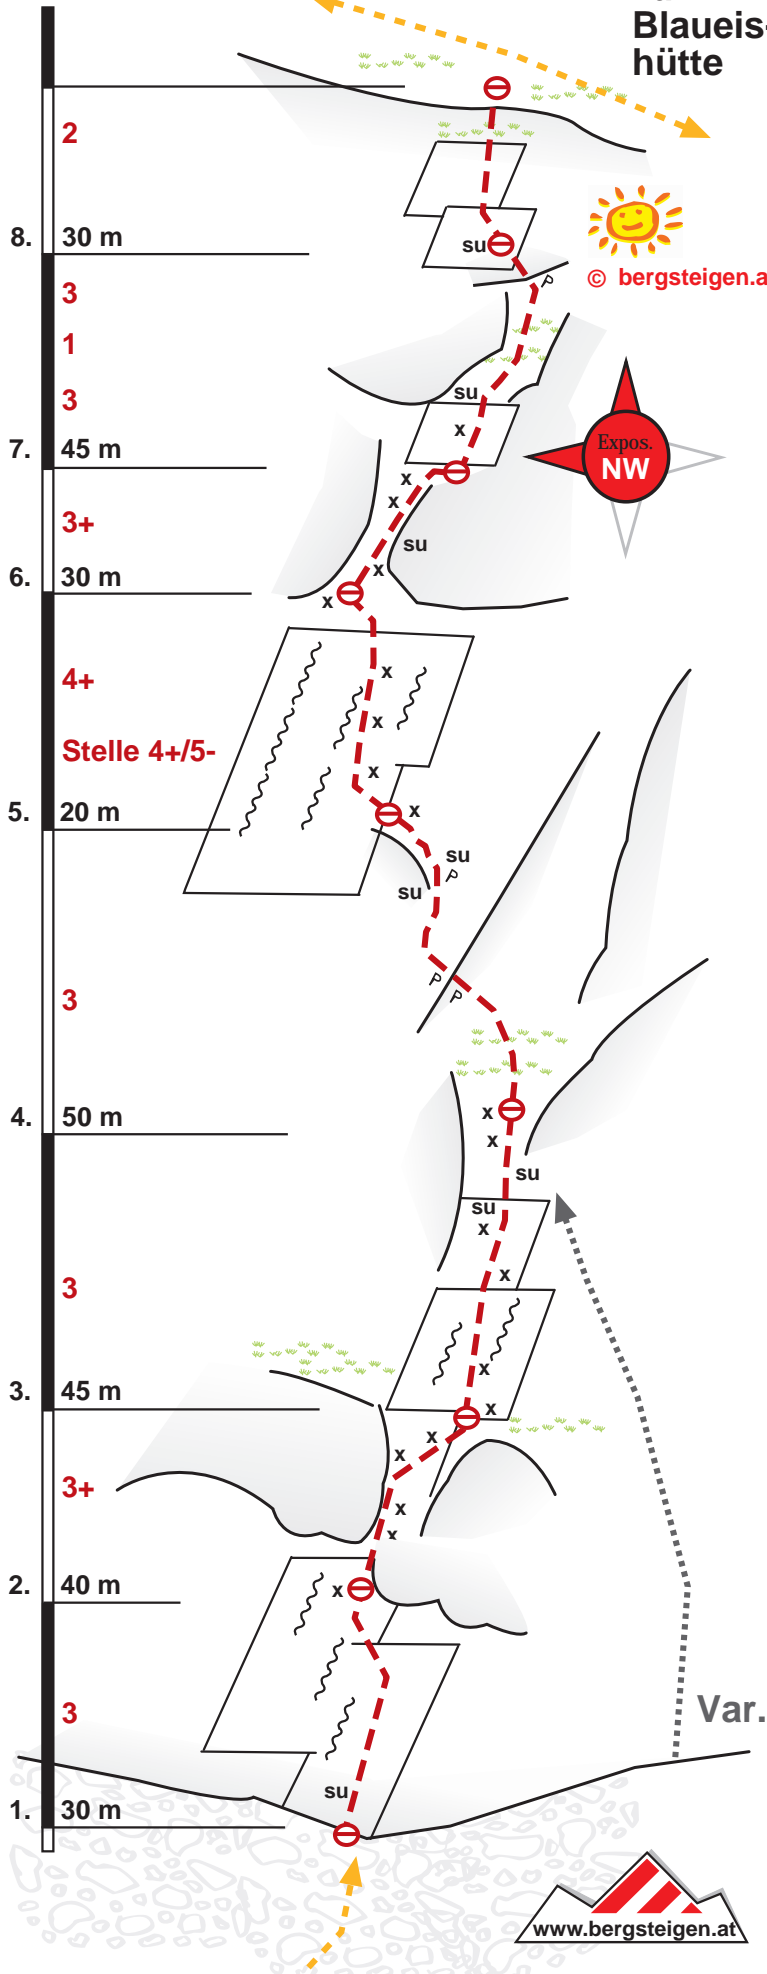 Blaueis-
hütte
2
8. 30 m
su
© bergsteigen.a
3
P
1
su
3
x
Expos.
NW
7. 45 m
x
x
3+
su
x
6. 30 m
x
4+
x
x
Stelle 4+/5-
x
5. 20 m
x
su
P
su
P
P
3
4. 50 m
x
x
su
su
x
x
3
x
3. 45 m
x
x
x
3+
x
x
2. 40 m
x
3
Var.
su
1. 30 m
www.bergsteigen.at